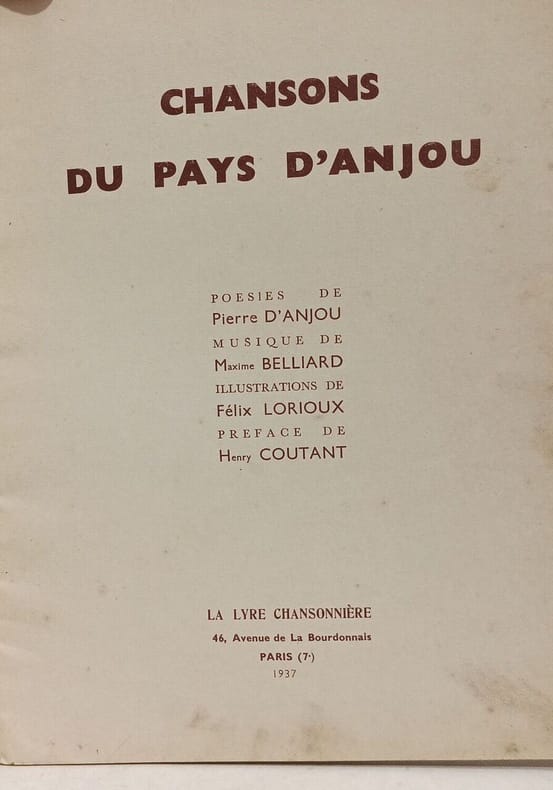 CHANSONS
DU PAYS D'ANJOU
POESIES DE
Pierre D'ANJOU
MUSIQUE DE
Maxime BELLIARD
ILLUSTRATIONS DE
Félix LORIOUX
PREFACE DE
Henry COUTANT
LA LYRE CHANSONNIÈRE
46, Avenue de La Bourdonnais
PARIS (7ᵉ)
1937